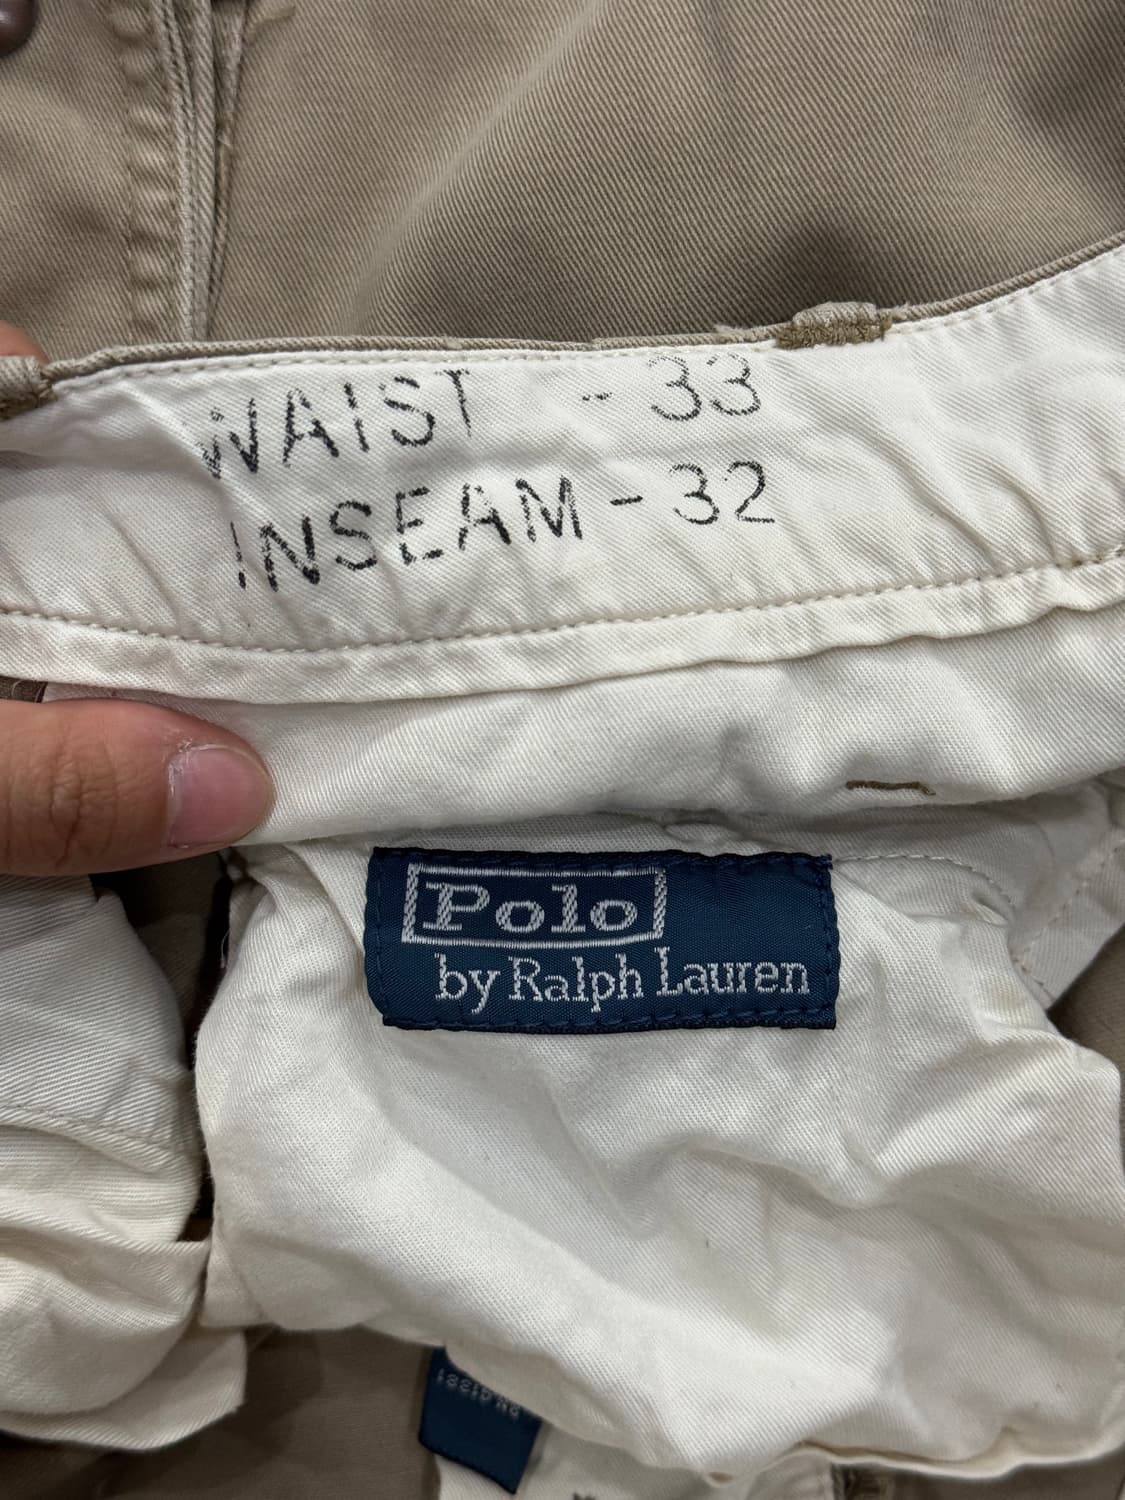 WAIST - 33
INSEAM - 32
Polo
by Ralph Lauren